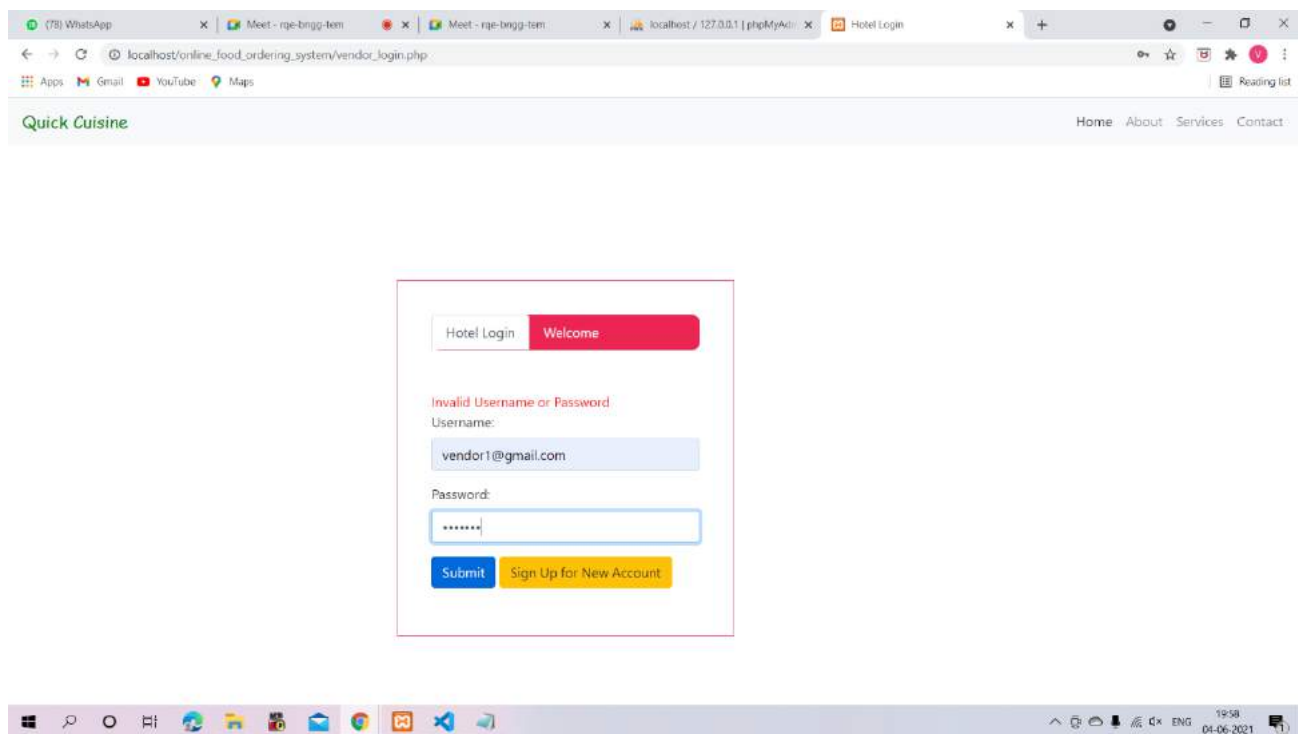 (78) WhatsApp
Meet - rqe-bngg-tem
Meet - rqe-bngg-tem
localhost / 127.0.0.1 | phpMyAdm
Hotel Login
localhost/online_food_ordering_system/vendor_login.php
Apps Gmail YouTube Maps
Reading list
Quick Cuisine
Home About Services Contact
Hotel Login Welcome
Invalid Username or Password
Username:
vendor1@gmail.com
Password:
•••••••
Submit Sign Up for New Account
ENG
19:58
04-06-2021